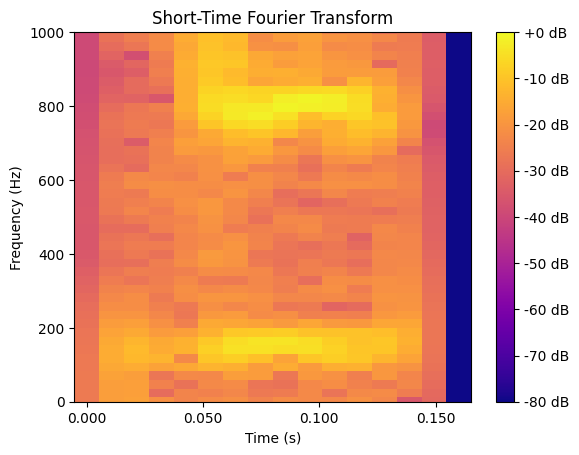 Short-Time Fourier Transform
1000
800
600
400
200
0
Frequency (Hz)
0.000
0.050
0.100
0.150
Time (s)
+0 dB
-10 dB
-20 dB
-30 dB
-40 dB
-50 dB
-60 dB
-70 dB
-80 dB